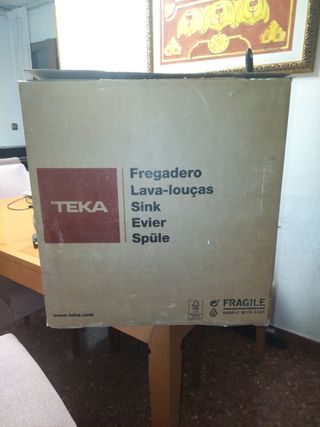 TEKA
Fregadero
Lava-louças
Sink
Evier
Spüle
www.teka.com
FRAGILE
HANDLE WITH CARE